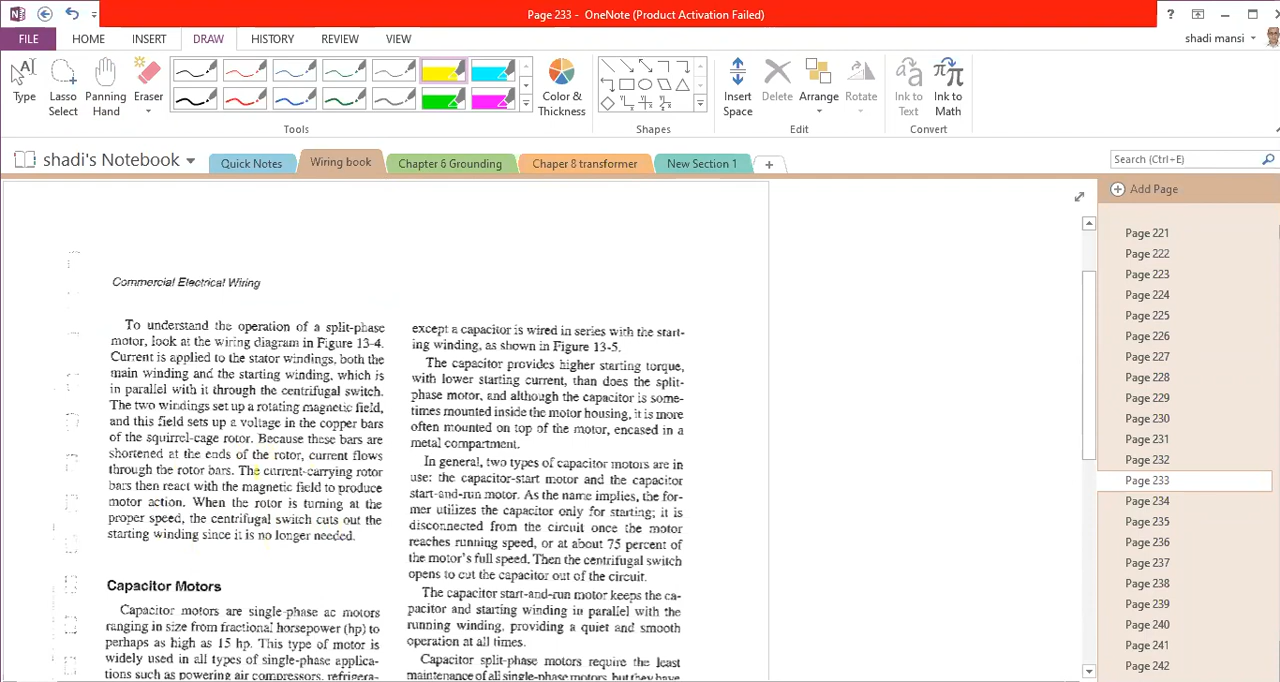 Page 233 - OneNote (Product Activation Failed)
?
FILE
HOME
INSERT
DRAW
HISTORY
REVIEW
VIEW
shadi mansi
Type
Lasso
Select
Panning
Hand
Eraser
Color &
Thickness
Insert
Space
Delete
Arrange
Rotate
Ink to
Text
Ink to
Math
Tools
Shapes
Edit
Convert
shadi's Notebook
Quick Notes
Wiring book
Chapter 6 Grounding
Chaper 8 transformer
New Section 1
Search (Ctrl+E)
Add Page
Page 221
Page 222
Page 223
Page 224
Page 225
Page 226
Page 227
Page 228
Page 229
Page 230
Page 231
Page 232
Page 233
Page 234
Page 235
Page 236
Page 237
Page 238
Page 239
Page 240
Page 241
Page 242
Commercial Electrical Wiring
To understand the operation of a split-phase
motor, look at the wiring diagram in Figure 13-4.
Current is applied to the stator windings, both the
main winding and the starting winding, which is
in parallel with it through the centrifugal switch.
The two windings set up a rotating magnetic field,
and this field sets up a voltage in the copper bars
of the squirrel-cage rotor. Because these bars are
shortened at the ends of the rotor, current flows
through the rotor bars. The current-carrying rotor
bars then react with the magnetic field to produce
motor action. When the rotor is turning at the
proper speed, the centrifugal switch cuts out the
starting winding since it is no longer needed.
Capacitor Motors
Capacitor motors are single-phase ac motors
ranging in size from fractional horsepower (hp) to
perhaps as high as 15 hp. This type of motor is
widely used in all types of single-phase applica-
tions such as powering air compressors, refrigera-
except a capacitor is wired in series with the start-
ing winding, as shown in Figure 13-5.
The capacitor provides higher starting torque,
with lower starting current, than does the split-
phase motor, and although the capacitor is some-
times mounted inside the motor housing, it is more
often mounted on top of the motor, encased in a
metal compartment.
In general, two types of capacitor motors are in
use: the capacitor-start motor and the capacitor
start-and-run motor. As the name implies, the for-
mer utilizes the capacitor only for starting; it is
disconnected from the circuit once the motor
reaches running speed, or at about 75 percent of
the motor's full speed. Then the centrifugal switch
opens to cut the capacitor out of the circuit.
The capacitor start-and-run motor keeps the ca-
pacitor and starting winding in parallel with the
running winding, providing a quiet and smooth
operation at all times.
Capacitor split-phase motors require the least
maintenance of all single-phase motors, but they have